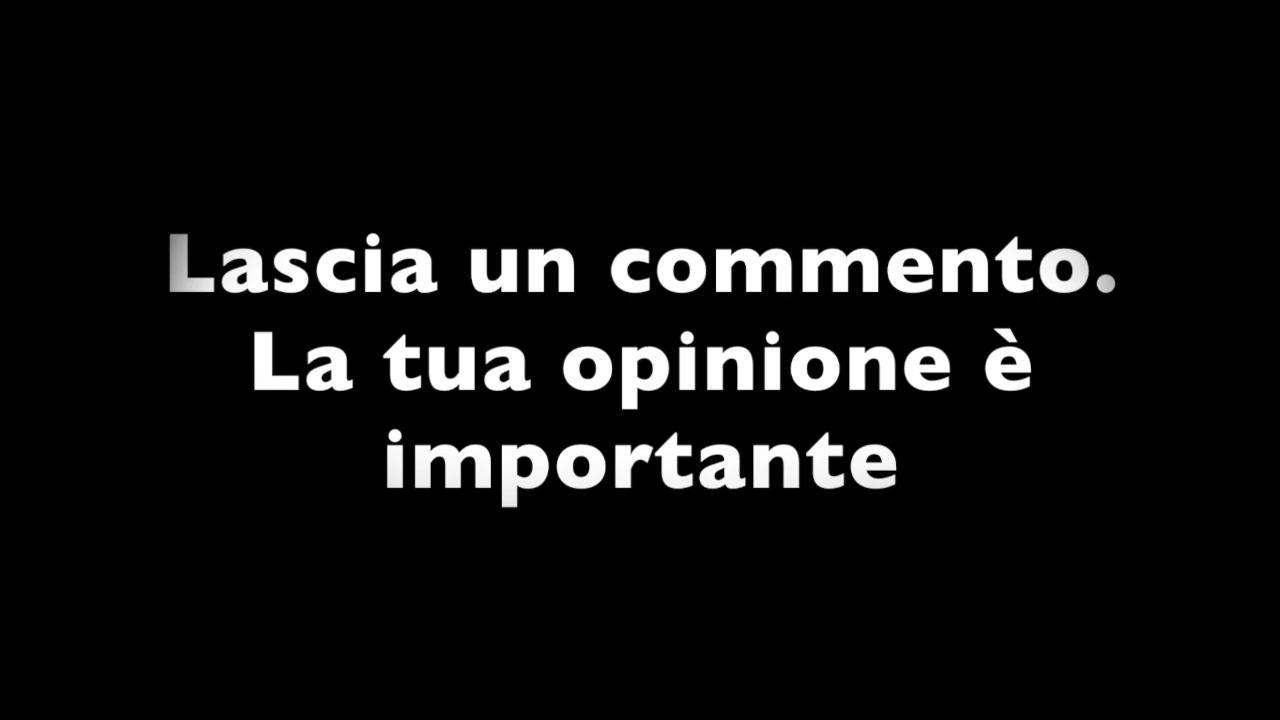 Lascia un commento.
La tua opinione è
importante